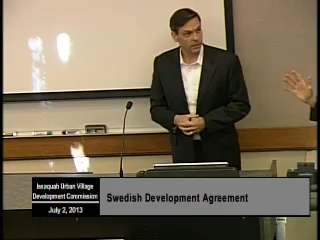 Issaquah Urban Village
Development Commission
July 2, 2013
Swedish Development Agreement